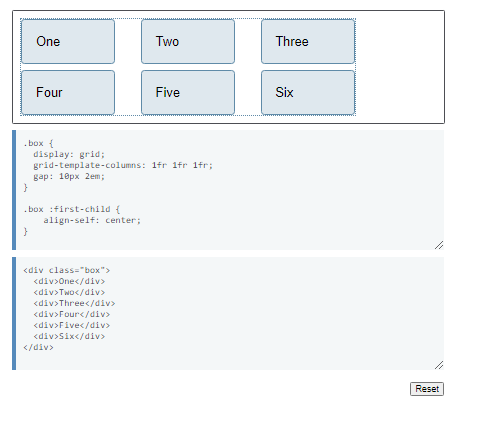 One Two Three
Four Five Six
.box {
  display: grid;
  grid-template-columns: 1fr 1fr 1fr;
  gap: 10px 2em;
}

.box :first-child {
    align-self: center;
}
<div class="box">
  <div>One</div>
  <div>Two</div>
  <div>Three</div>
  <div>Four</div>
  <div>Five</div>
  <div>Six</div>
</div>
Reset